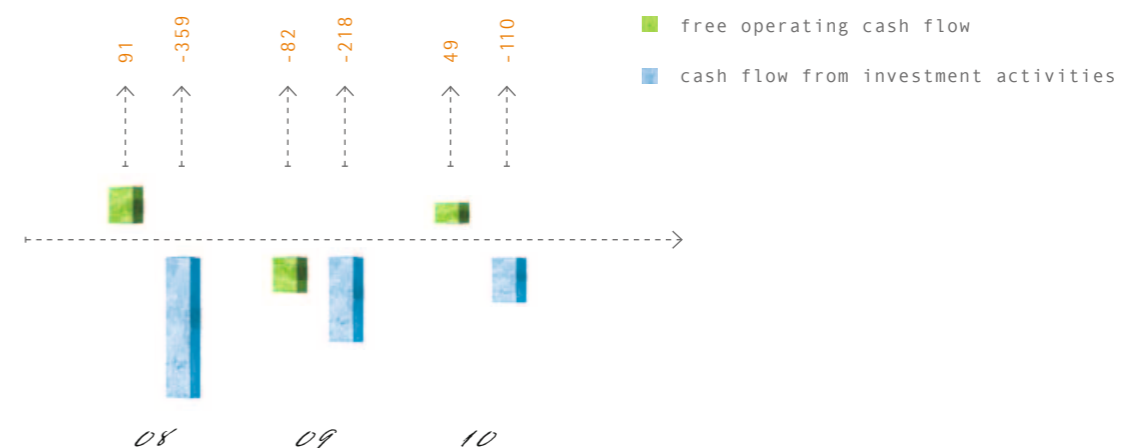 91 -359 -82 -218 49 -110
free operating cash flow
cash flow from investment activities
08 09 10